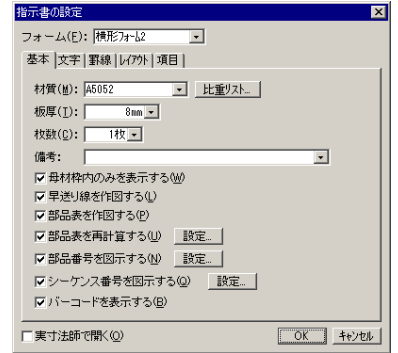 指示書の設定
フォーム(F): 横形ﾌｫｰﾑ2
基本 文字 罫線 ﾚｲｱｳﾄ 項目
材質(M): A5052 比重ﾘｽﾄ...
板厚(T): 8mm
枚数(C): 1枚
備考:
母材枠内のみを表示する(W)
早送り線を作図する(L)
部品表を作図する(P)
部品表を再計算する(U) 設定...
部品番号を図示する(N) 設定...
シーケンス番号を図示する(Q) 設定...
バーコードを表示する(B)
実寸法師で開く(O) OK ｷｬﾝｾﾙ